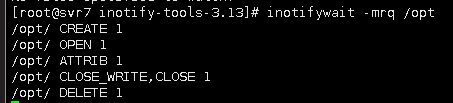 [root@svr7 inotify-tools-3.13]# inotifywait -mrq /opt
/opt/ CREATE 1
/opt/ OPEN 1
/opt/ ATTRIB 1
/opt/ CLOSE_WRITE,CLOSE 1
/opt/ DELETE 1